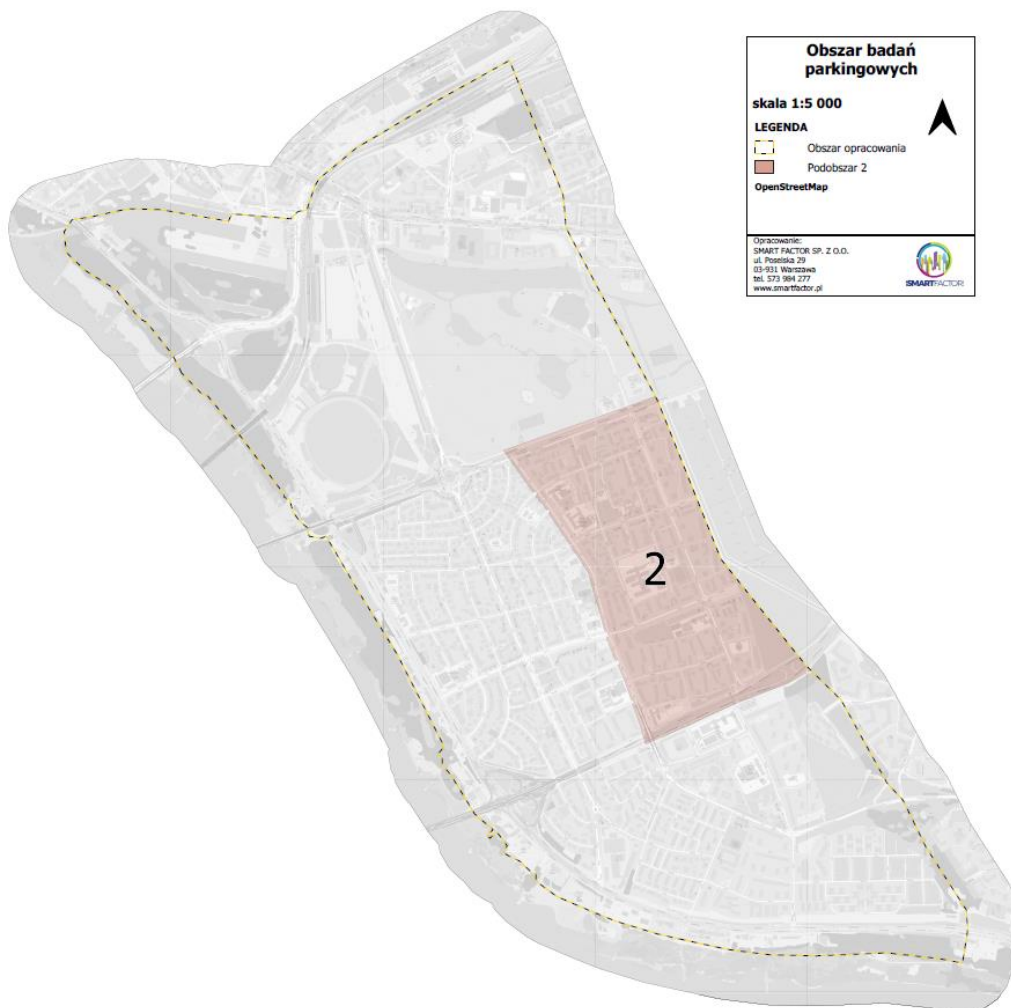 Obszar badań
parkingowych
skala 1:5 000
LEGENDA
Obszar opracowania
Podobszar 2
OpenStreetMap
Opracowanie:
SMART FACTOR SP. Z O.O.
ul. Poselska 29
03-931 Warszawa
tel. 573 984 277
www.smartfactor.pl
SMARTFACTOR
2